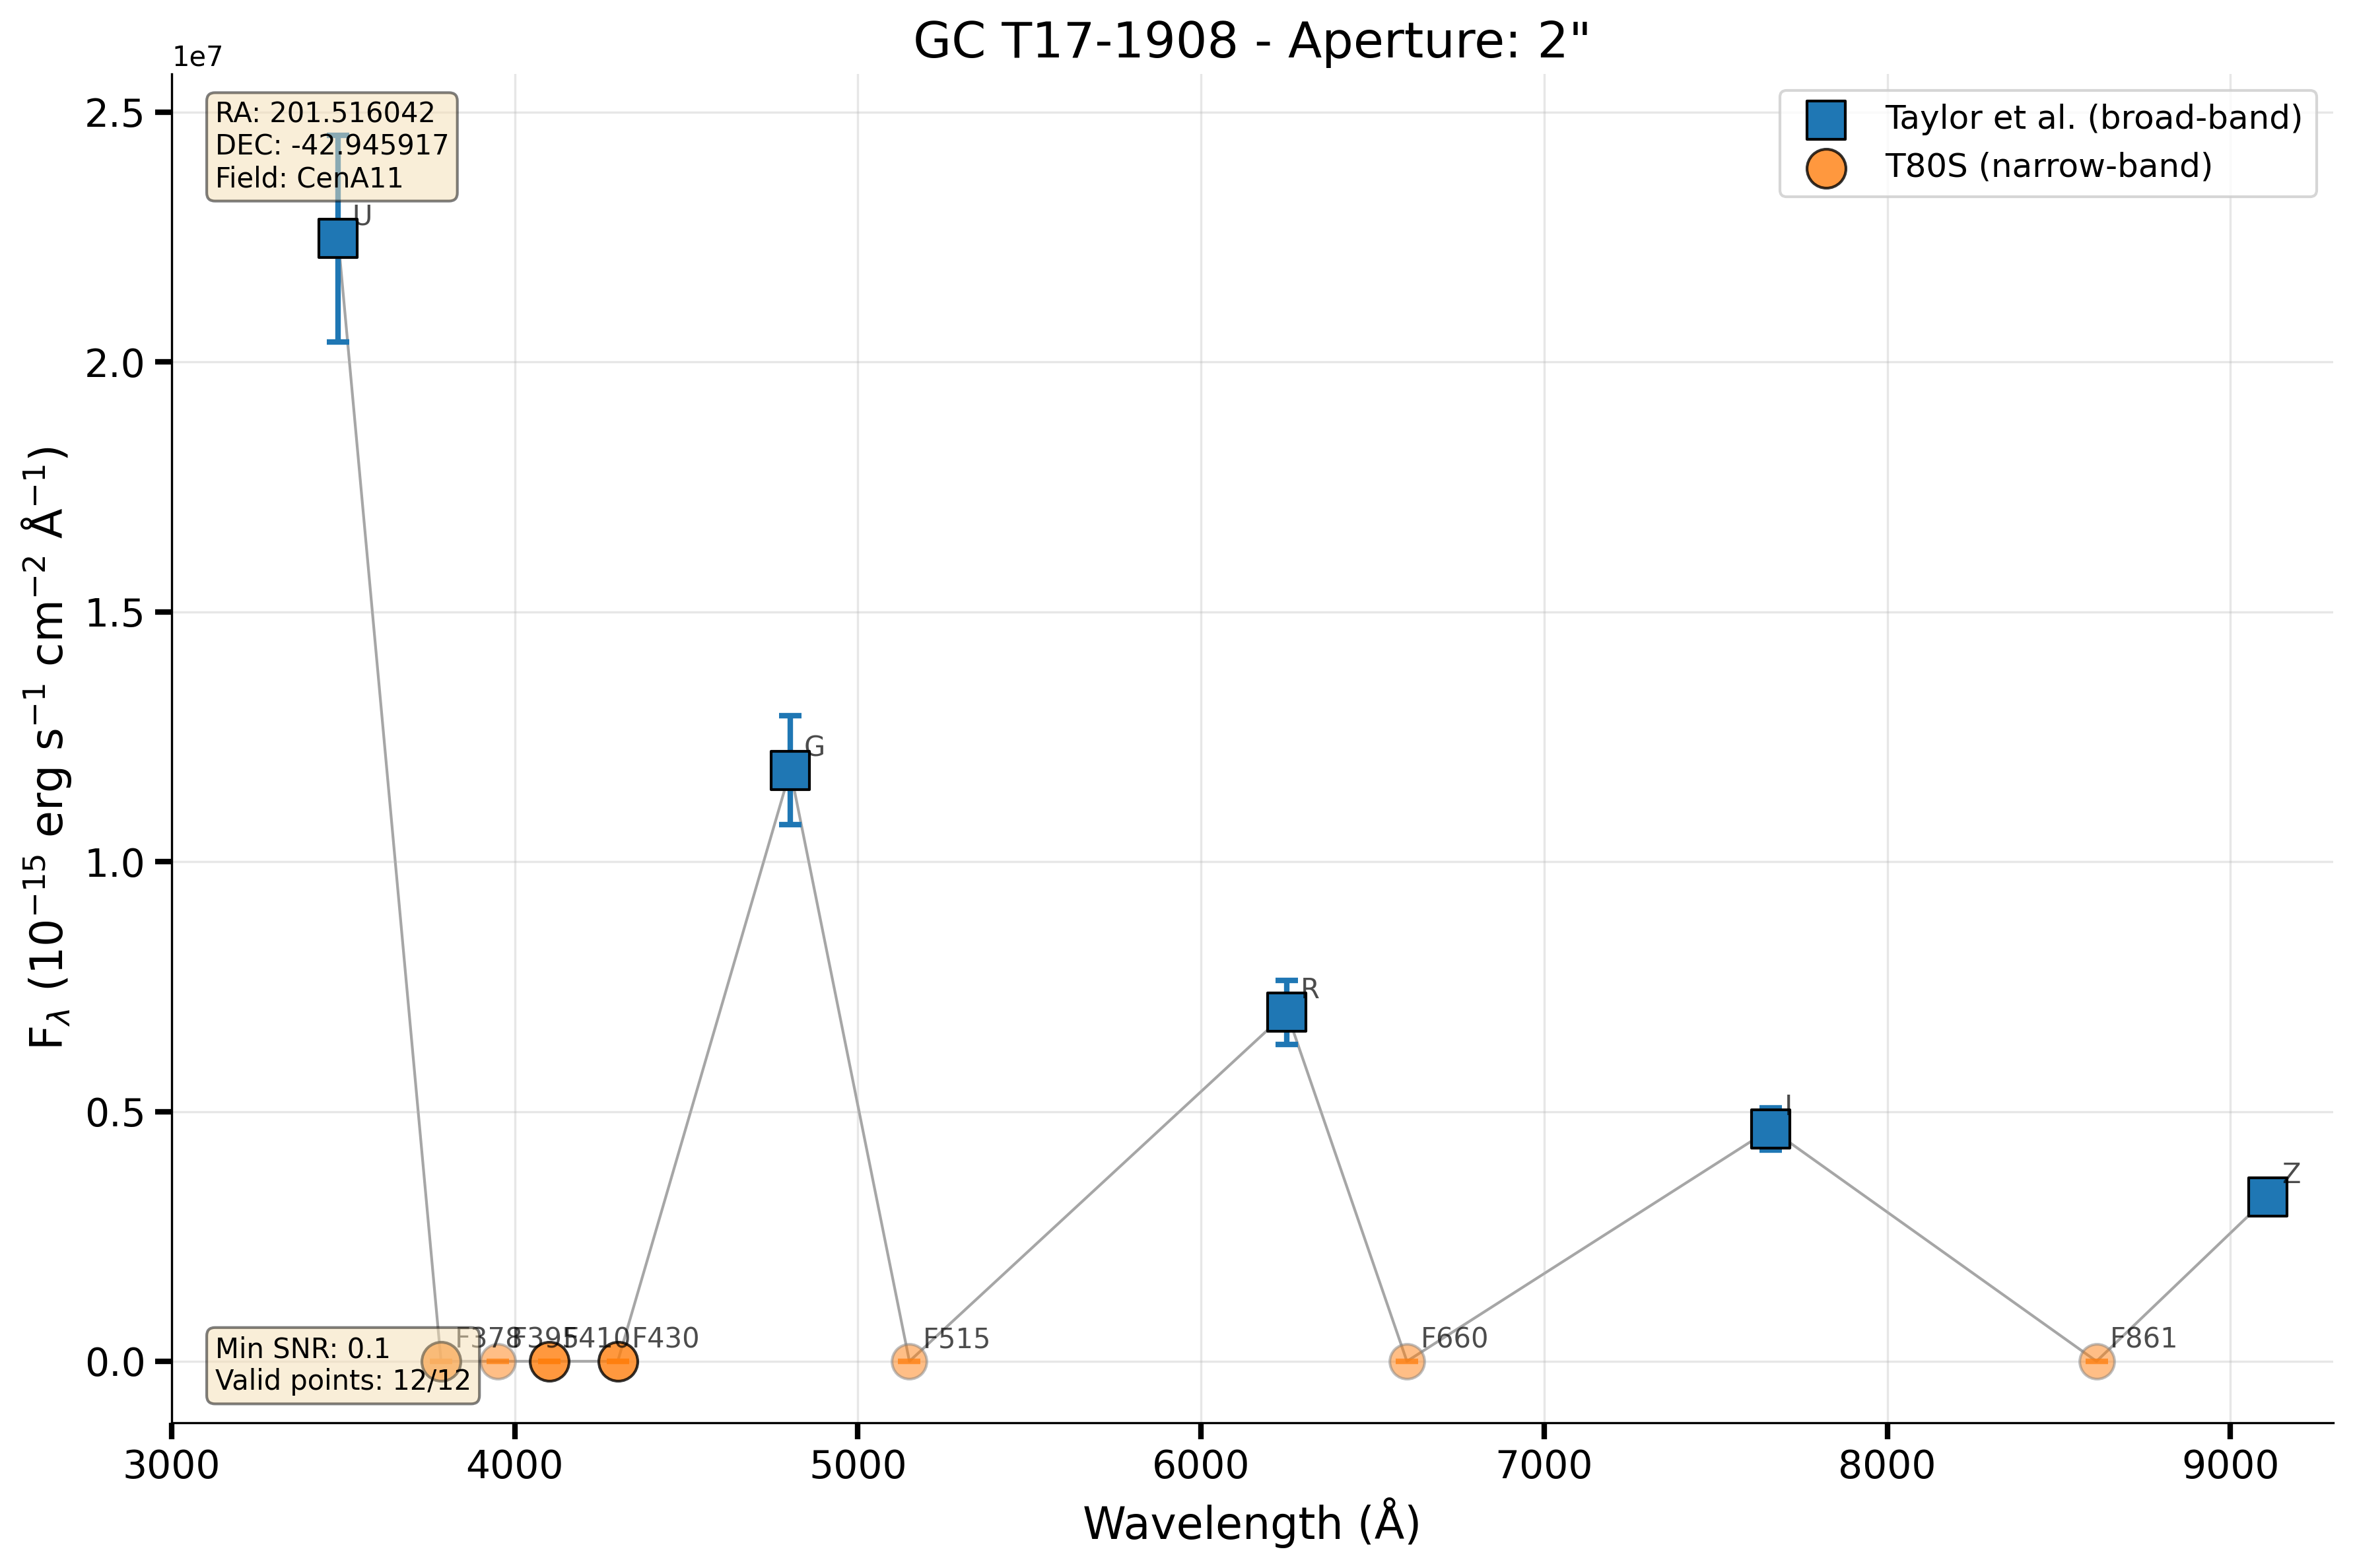 GC T17-1908 - Aperture: 2"
1e7
RA: 201.516042
DEC: -42.945917
Field: CenA11
Taylor et al. (broad-band)
T80S (narrow-band)
2.5
2.0
1.5
1.0
0.5
0.0
F_λ (10⁻¹⁵ erg s⁻¹ cm⁻² Å⁻¹)
U
G
R
I
Z
F378
F395
F410
F430
F515
F660
F861
Min SNR: 0.1
Valid points: 12/12
3000 4000 5000 6000 7000 8000 9000
Wavelength (Å)